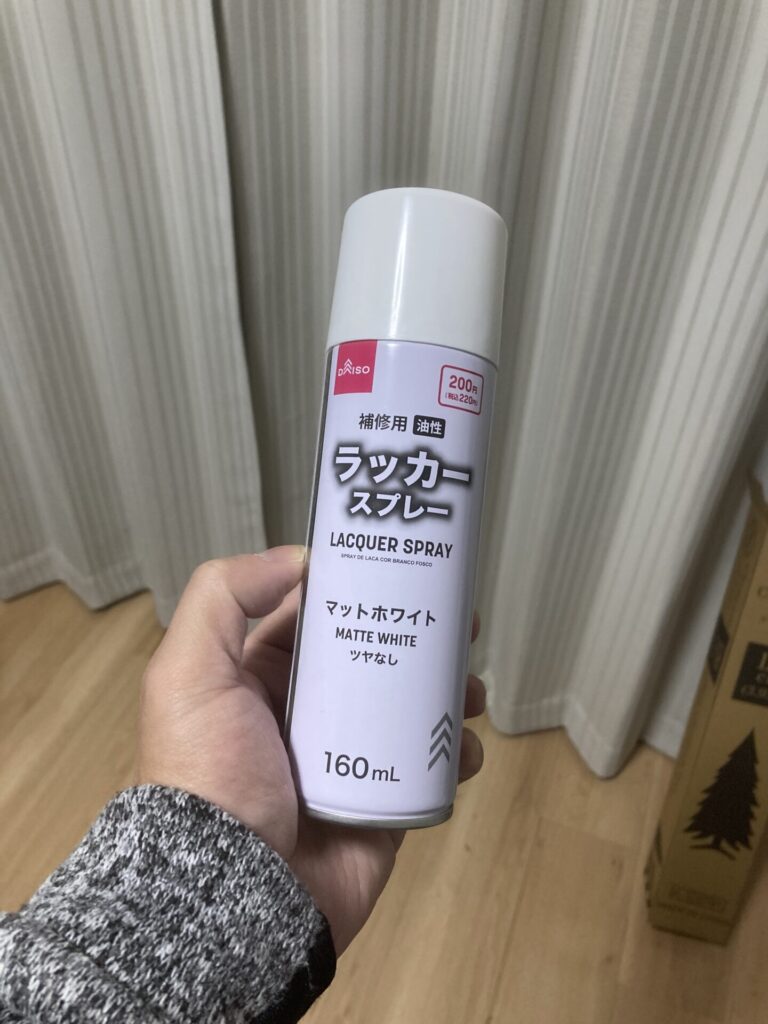 DAISO
200円
(税込220円)
補修用 油性
ラッカー
スプレー
LACQUER SPRAY
SPRAY DE LACA COR BRANCO FOSCO
マットホワイト
MATTE WHITE
ツヤなし
160mL